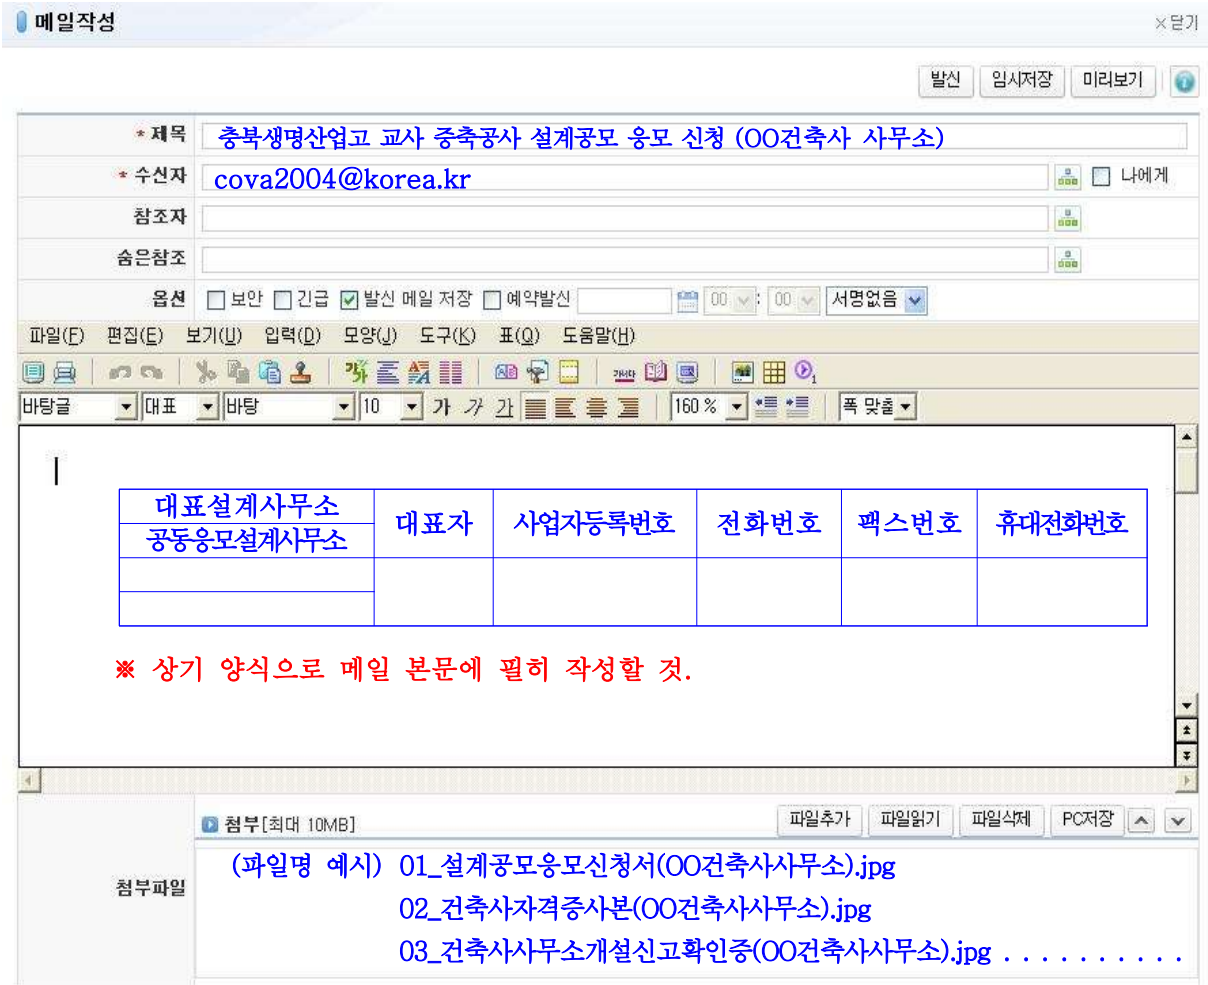 메일작성
×닫기
발신 임시저장 미리보기
* 제목 충북생명산업고 교사 증축공사 설계공모 응모 신청 (OO건축사 사무소)
* 수신자 cova2004@korea.kr 나에게
참조자
숨은참조
옵션 보안 긴급 발신 메일 저장 예약발신 00 : 00 서명없음
파일(F) 편집(E) 보기(U) 입력(D) 모양(J) 도구(K) 표(Q) 도움말(H)
바탕글 대표 바탕 10 가 가 가 160 % 폭 맞춤
대표설계사무소 대표자 사업자등록번호 전화번호 팩스번호 휴대전화번호
공동응모설계사무소
※ 상기 양식으로 메일 본문에 필히 작성할 것.
첨부[최대 10MB] 파일추가 파일읽기 파일삭제 PC저장
첨부파일
(파일명 예시) 01_설계공모응모신청서(OO건축사사무소).jpg
02_건축사자격증사본(OO건축사사무소).jpg
03_건축사사무소개설신고확인증(OO건축사사무소).jpg . . . . . . . . . .